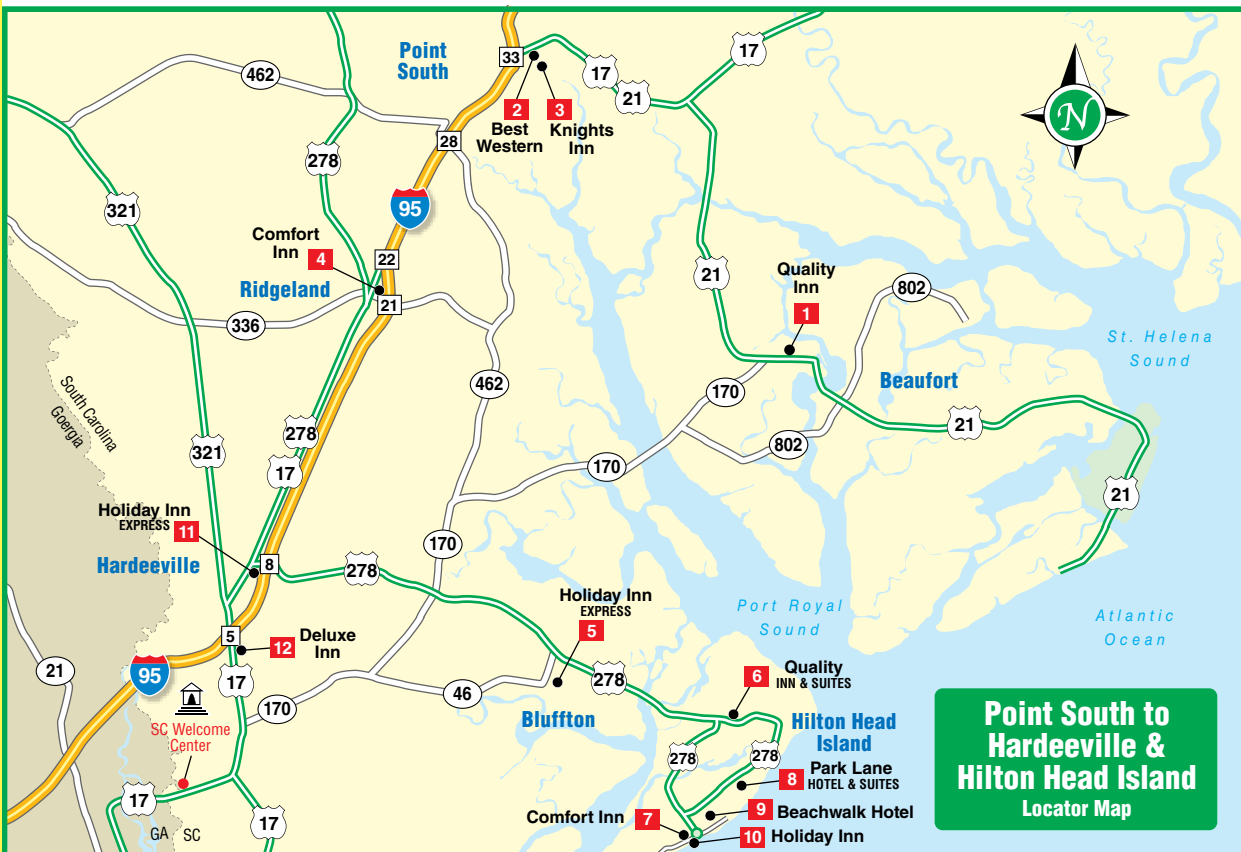 Point
South
33
17
17
462
21
2
3
Best
Western
Knights
Inn
28
278
321
95
Comfort
Inn
4
22
Ridgeland
21
336
21
Quality
Inn
1
802
St. Helena
Sound
Beaufort
462
170
South Carolina
Goergia
278
321
17
21
802
170
21
Holiday Inn
EXPRESS
11
Hardeeville
8
278
170
Holiday Inn
EXPRESS
5
Port Royal
Sound
Atlantic
Ocean
5
12
Deluxe
Inn
21
95
17
46
278
6
Quality
INN & SUITES
Bluffton
170
SC Welcome
Center
Hilton Head
Island
278
278
8
Park Lane
HOTEL & SUITES
17
17
GA
SC
Comfort Inn
7
9
Beachwalk Hotel
10
Holiday Inn
N
Point South to
Hardeeville &
Hilton Head Island
Locator Map